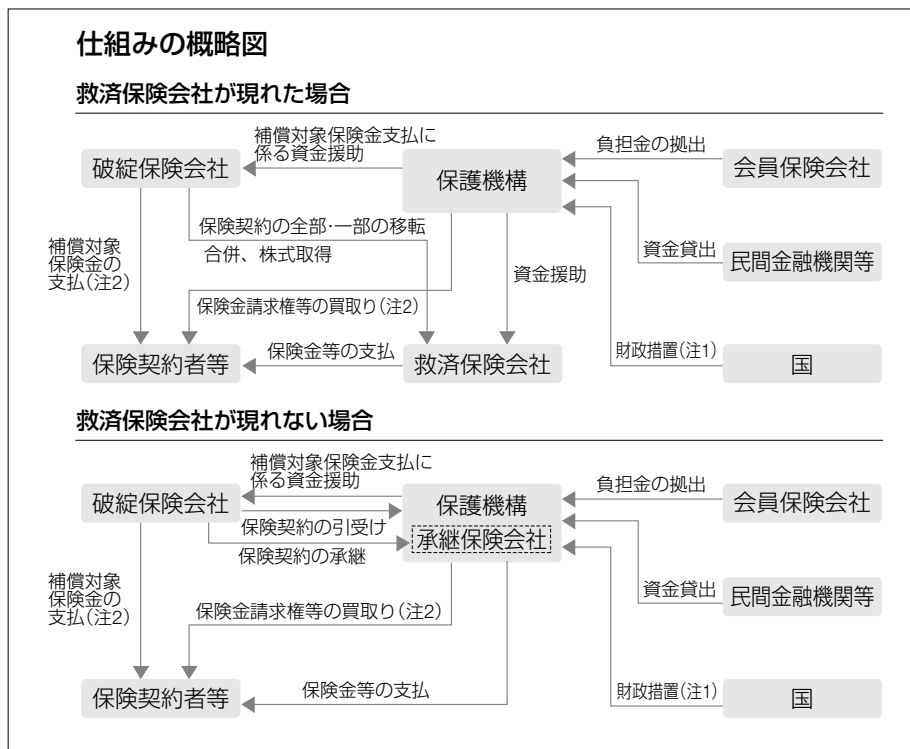 仕組みの概略図
救済保険会社が現れた場合
補償対象保険金支払に
係る資金援助
負担金の拠出
破綻保険会社
保護機構
会員保険会社
保険契約の全部・一部の移転
合併、株式取得
補償対象
保険金の
支払(注2)
資金援助
資金貸出
民間金融機関等
保険金請求権等の買取り(注2)
保険金等の支払
財政措置(注1)
保険契約者等
救済保険会社
国
救済保険会社が現れない場合
補償対象保険金支払に
係る資金援助
負担金の拠出
破綻保険会社
保護機構
会員保険会社
保険契約の引受け
承継保険会社
保険契約の承継
補償対象
保険金の
支払(注2)
資金貸出
民間金融機関等
保険金請求権等の買取り(注2)
保険金等の支払
財政措置(注1)
保険契約者等
国